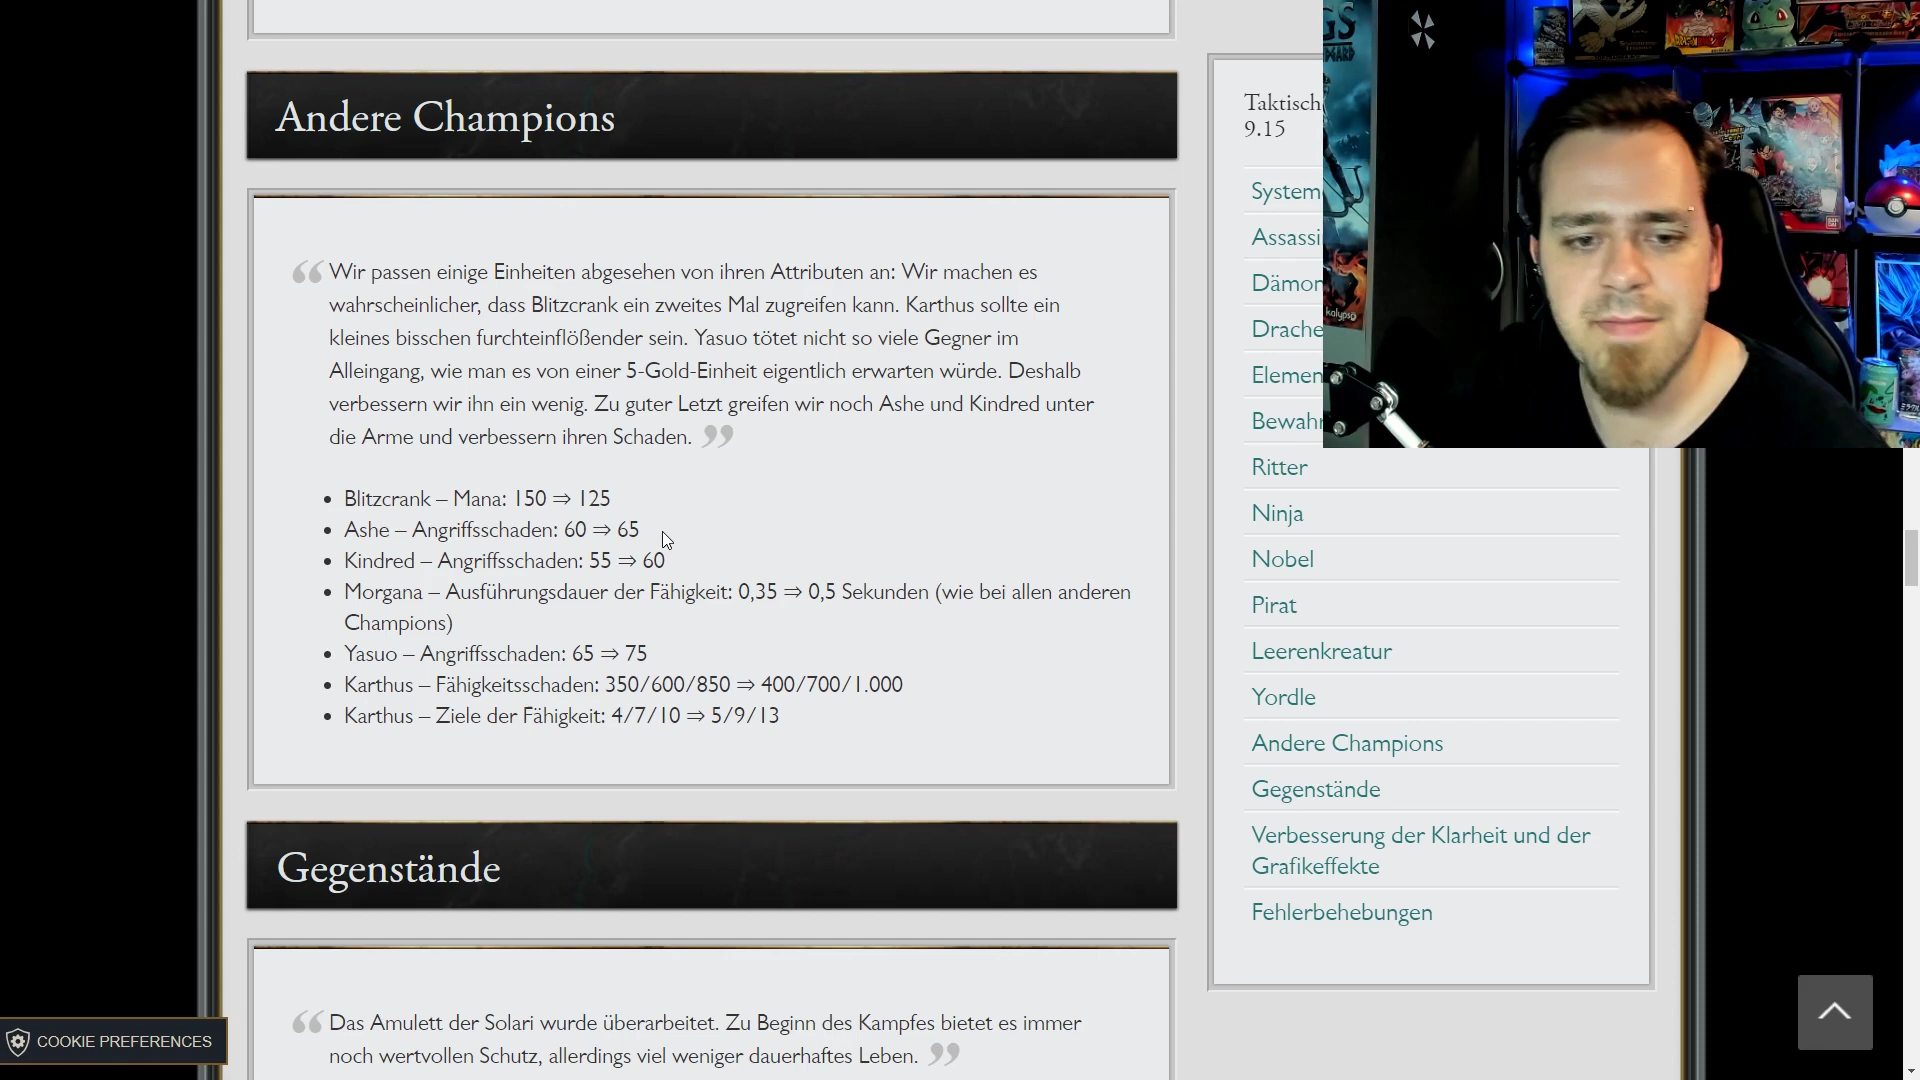 Andere Champions
Wir passen einige Einheiten abgesehen von ihren Attributen an: Wir machen es
wahrscheinlicher, dass Blitzcrank ein zweites Mal zugreifen kann. Karthus sollte ein
kleines bisschen furchteinflößender sein. Yasuo tötet nicht so viele Gegner im
Alleingang, wie man es von einer 5-Gold-Einheit eigentlich erwarten würde. Deshalb
verbessern wir ihn ein wenig. Zu guter Letzt greifen wir noch Ashe und Kindred unter
die Arme und verbessern ihren Schaden.
• Blitzcrank – Mana: 150 ⇒ 125
• Ashe – Angriffsschaden: 60 ⇒ 65
• Kindred – Angriffsschaden: 55 ⇒ 60
• Morgana – Ausführungsdauer der Fähigkeit: 0,35 ⇒ 0,5 Sekunden (wie bei allen anderen
Champions)
• Yasuo – Angriffsschaden: 65 ⇒ 75
• Karthus – Fähigkeitsschaden: 350/600/850 ⇒ 400/700/1.000
• Karthus – Ziele der Fähigkeit: 4/7/10 ⇒ 5/9/13
Gegenstände
Das Amulett der Solari wurde überarbeitet. Zu Beginn des Kampfes bietet es immer
noch wertvollen Schutz, allerdings viel weniger dauerhaftes Leben.
COOKIE PREFERENCES
Taktisch
9.15
System
Assassi
Dämon
Drache
Elemen
Bewahr
Ritter
Ninja
Nobel
Pirat
Leerenkreatur
Yordle
Andere Champions
Gegenstände
Verbesserung der Klarheit und der
Grafikeffekte
Fehlerbehebungen
kalypso